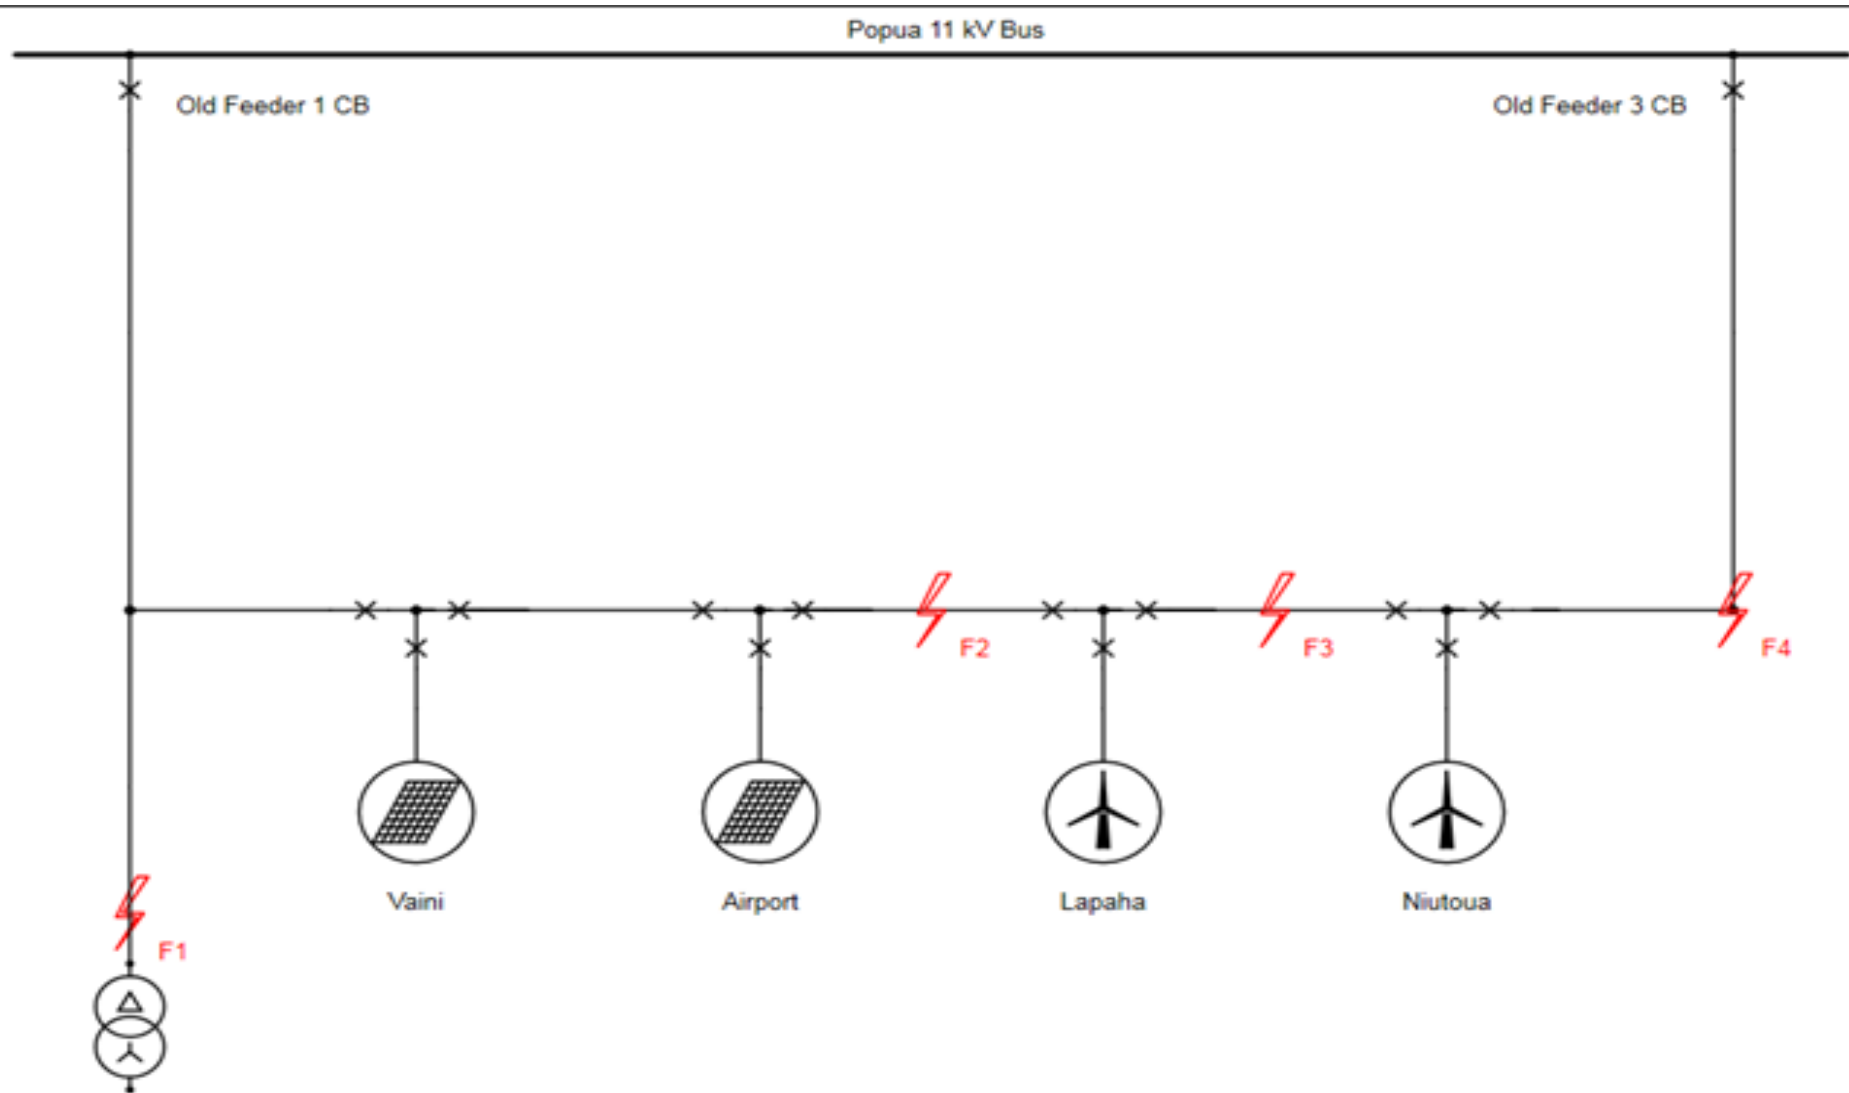 Popua 11 kV Bus
Old Feeder 1 CB
Old Feeder 3 CB
F2
F3
F4
Vaini
Airport
Lapaha
Niutoua
F1